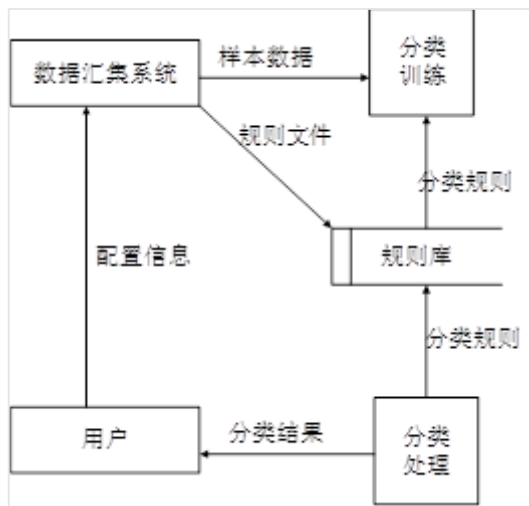 数据汇集系统
样本数据
分类
训练
规则文件
分类规则
配置信息
规则库
分类规则
用户
分类结果
分类
处理